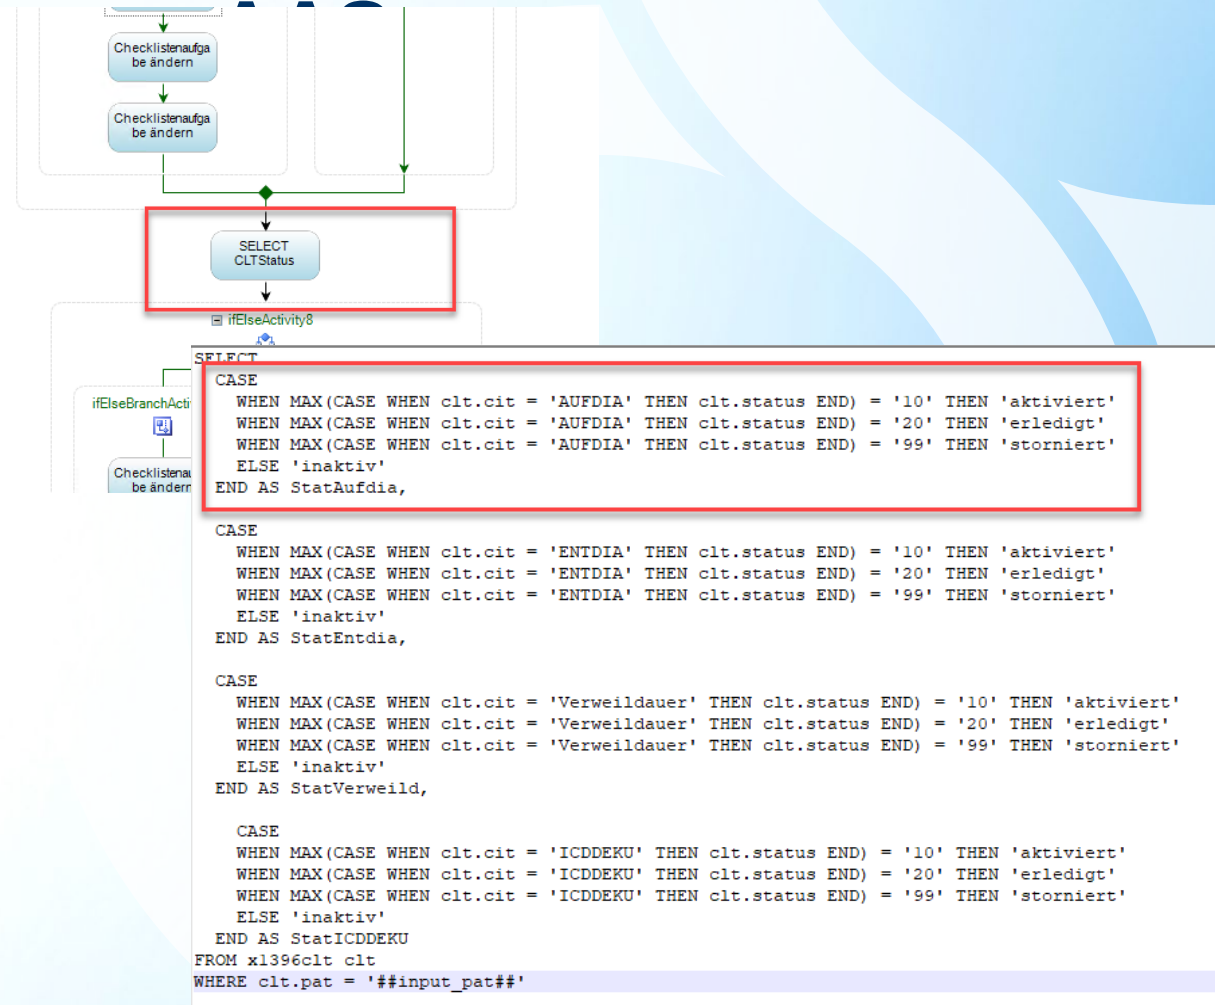 Checklistenaufga
be ändern
Checklistenaufga
be ändern
SELECT
CLTStatus
ifElseActivity8
ifElseBranchActi
Checklistenau
be ändern
SELECT
CASE
WHEN MAX(CASE WHEN clt.cit = 'AUFDIA' THEN clt.status END) = '10' THEN 'aktiviert'
WHEN MAX(CASE WHEN clt.cit = 'AUFDIA' THEN clt.status END) = '20' THEN 'erledigt'
WHEN MAX(CASE WHEN clt.cit = 'AUFDIA' THEN clt.status END) = '99' THEN 'storniert'
ELSE 'inaktiv'
END AS StatAufdia,
CASE
WHEN MAX(CASE WHEN clt.cit = 'ENTDIA' THEN clt.status END) = '10' THEN 'aktiviert'
WHEN MAX(CASE WHEN clt.cit = 'ENTDIA' THEN clt.status END) = '20' THEN 'erledigt'
WHEN MAX(CASE WHEN clt.cit = 'ENTDIA' THEN clt.status END) = '99' THEN 'storniert'
ELSE 'inaktiv'
END AS StatEntdia,
CASE
WHEN MAX(CASE WHEN clt.cit = 'Verweildauer' THEN clt.status END) = '10' THEN 'aktiviert'
WHEN MAX(CASE WHEN clt.cit = 'Verweildauer' THEN clt.status END) = '20' THEN 'erledigt'
WHEN MAX(CASE WHEN clt.cit = 'Verweildauer' THEN clt.status END) = '99' THEN 'storniert'
ELSE 'inaktiv'
END AS StatVerweild,
CASE
WHEN MAX(CASE WHEN clt.cit = 'ICDDEKU' THEN clt.status END) = '10' THEN 'aktiviert'
WHEN MAX(CASE WHEN clt.cit = 'ICDDEKU' THEN clt.status END) = '20' THEN 'erledigt'
WHEN MAX(CASE WHEN clt.cit = 'ICDDEKU' THEN clt.status END) = '99' THEN 'storniert'
ELSE 'inaktiv'
END AS StatICDDEKU
FROM x1396clt clt
WHERE clt.pat = '##input_pat##'